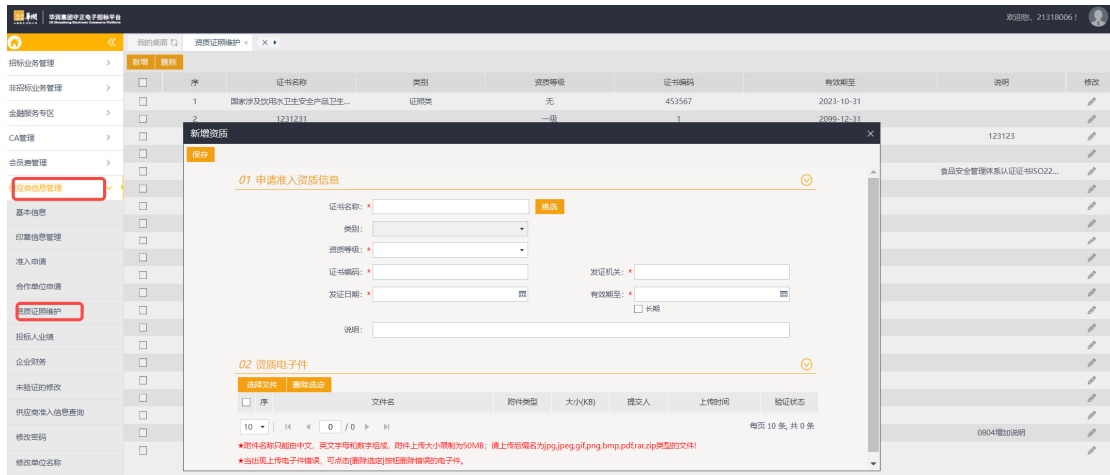 华润集团守正电子招标平台
欢迎您, 21318006 !
我的桌面 资质证照维护 ×
招标业务管理
非招标业务管理
金融服务专区
CA管理
会员费管理
供应商信息管理
基本信息
印章信息管理
准入申请
合作单位申请
资质证照维护
投标人业绩
企业财务
未验证的修改
供应商准入信息查询
修改密码
修改单位名称
新增 删除
序 证书名称 类别 资质等级 证书编码 有效期至 说明 修改
1 国家涉及饮用水卫生安全产品卫生... 证照类 无 453567 2023-10-31
2 1231231 一级 1 2099-12-31
123123
食品安全管理体系认证证书ISO22...
0804增加说明
新增资质 ×
保存
01 申请准入资质信息
证书名称: * 挑选
类别:
资质等级: *
证书编码: * 发证机关: *
发证日期: * 有效期至: *
长期
说明:
02 资质电子件
选择文件 删除选定
序 文件名 附件类型 大小(KB) 提交人 上传时间 验证状态
10 0 / 0 每页 10 条, 共 0 条
★附件名称只能由中文，英文字母和数字组成。附件上传大小限制为50MB；请上传后缀名为jpg,jpeg,gif,png,bmp,pdf,rar,zip类型的文件!
★当出现上传电子件错误，可点击[删除选定]按钮删除错误的电子件。